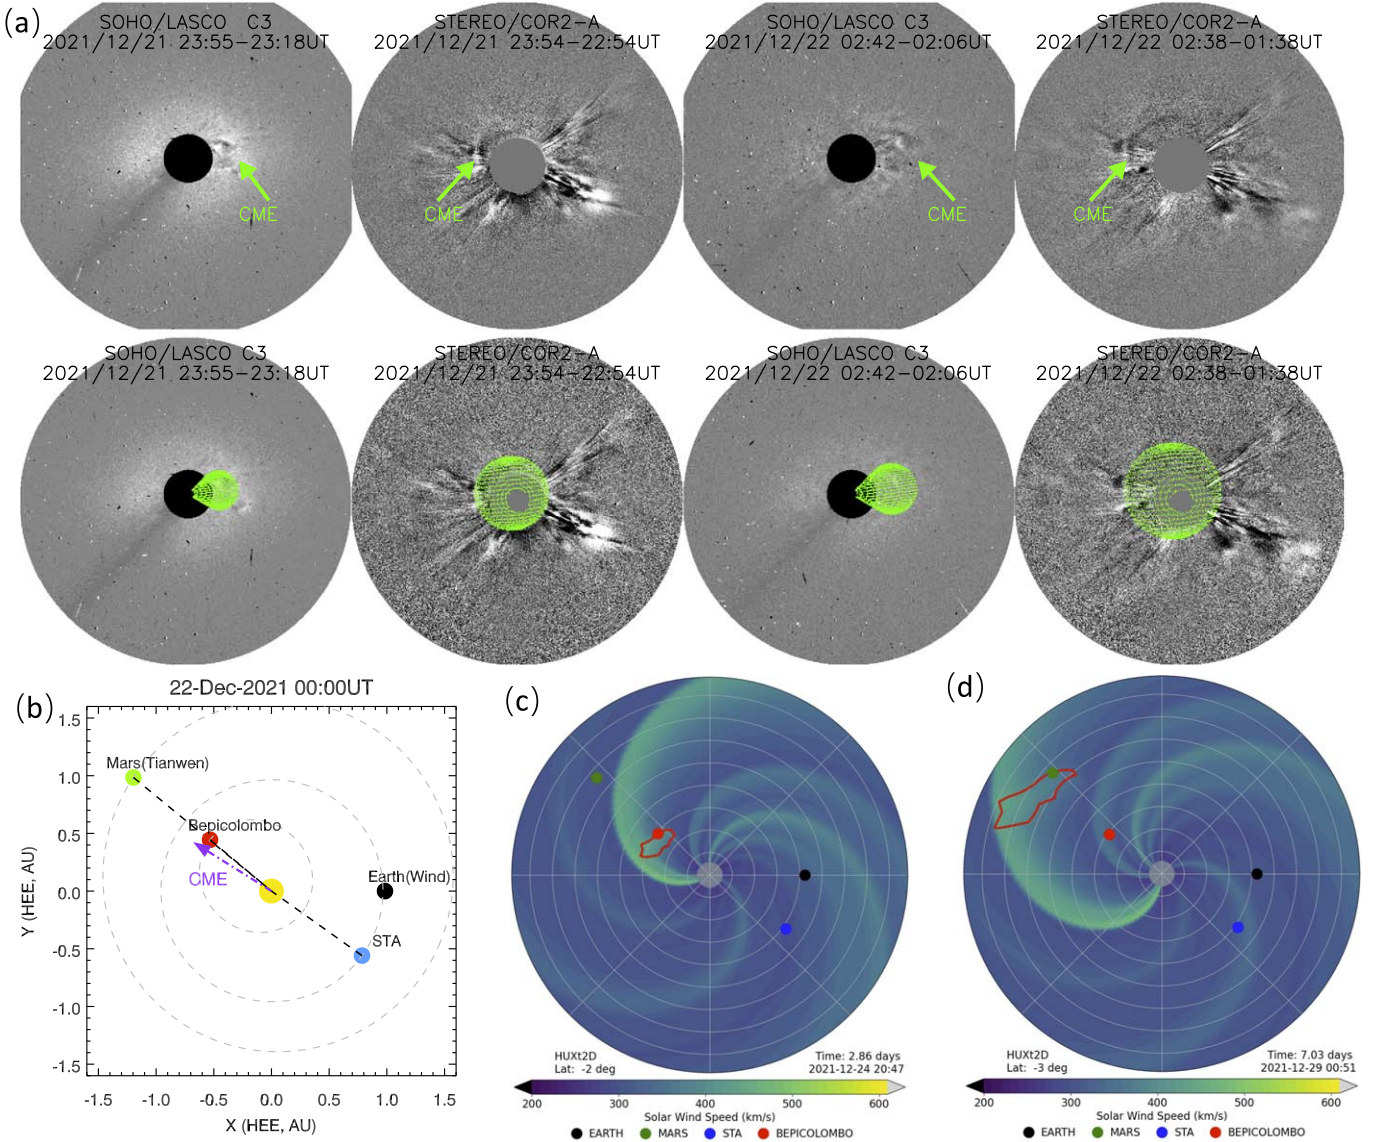 (a)
SOHO/LASCO C3
2021/12/21 23:55-23:18UT
STEREO/COR2-A
2021/12/21 23:54-22:54UT
SOHO/LASCO C3
2021/12/22 02:42-02:06UT
STEREO/COR2-A
2021/12/22 02:38-01:38UT
CME
CME
CME
CME
SOHO/LASCO C3
2021/12/21 23:55-23:18UT
STEREO/COR2-A
2021/12/21 23:54-22:54UT
SOHO/LASCO C3
2021/12/22 02:42-02:06UT
STEREO/COR2-A
2021/12/22 02:38-01:38UT
(b)
22-Dec-2021 00:00UT
1.5
1.0
0.5
0.0
-0.5
-1.0
-1.5
Y (HEE, AU)
Mars(Tianwen)
Bepicolombo
CME
Earth(Wind)
STA
-1.5 -1.0 -0.5 0.0 0.5 1.0 1.5
X (HEE, AU)
(c)
HUXt2D
Lat: -2 deg
Time: 2.86 days
2021-12-24 20:47
200 300 400 500 600
Solar Wind Speed (km/s)
EARTH MARS STA BEPICOLOMBO
(d)
HUXt2D
Lat: -3 deg
Time: 7.03 days
2021-12-29 00:51
200 300 400 500 600
Solar Wind Speed (km/s)
EARTH MARS STA BEPICOLOMBO